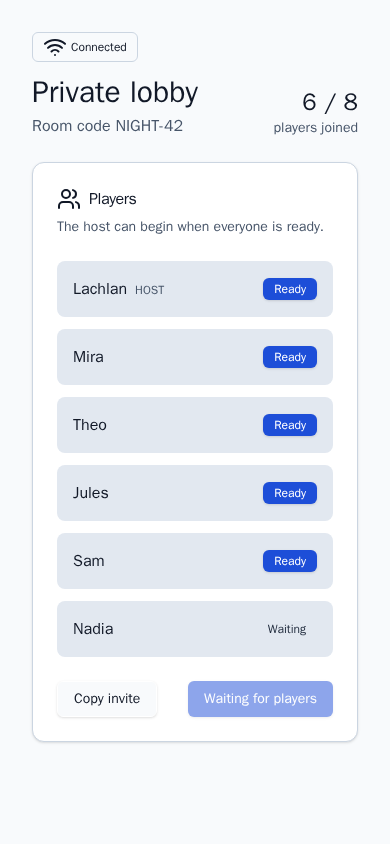 Connected
Private lobby
Room code NIGHT-42
6 / 8
players joined
Players
The host can begin when everyone is ready.
Lachlan HOST Ready
Mira Ready
Theo Ready
Jules Ready
Sam Ready
Nadia Waiting
Copy invite Waiting for players